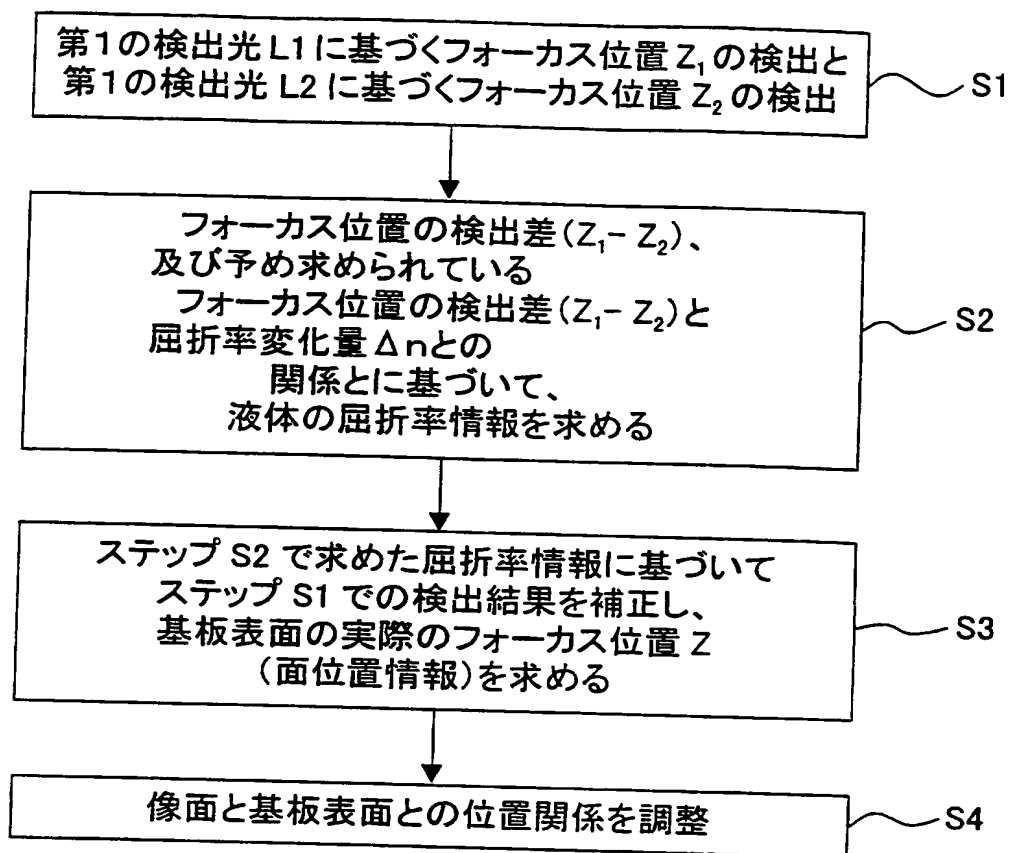 第1の検出光L1に基づくフォーカス位置Z₁の検出と
第1の検出光L2に基づくフォーカス位置Z₂の検出
S1
フォーカス位置の検出差(Z₁- Z₂)、
及び予め求められている
フォーカス位置の検出差(Z₁- Z₂)と
屈折率変化量Δnとの
関係とに基づいて、
液体の屈折率情報を求める
S2
ステップS2で求めた屈折率情報に基づいて
ステップS1での検出結果を補正し、
基板表面の実際のフォーカス位置Z
(面位置情報)を求める
S3
像面と基板表面との位置関係を調整
S4